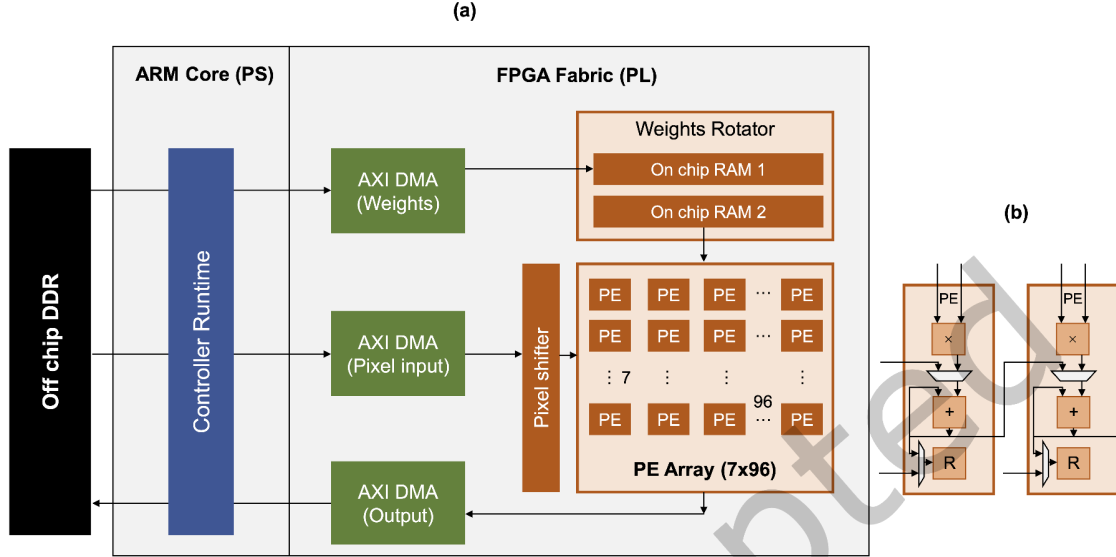 (a)
ARM Core (PS)
FPGA Fabric (PL)
Weights Rotator
On chip RAM 1
On chip RAM 2
AXI DMA
(Weights)
Off chip DDR
Controller Runtime
AXI DMA
(Pixel input)
Pixel shifter
PE PE PE ... PE
PE PE PE ... PE
⋮ 7 ⋮ ⋮ ⋮
96
PE PE PE ... PE
PE Array (7x96)
AXI DMA
(Output)
(b)
PE PE
× ×
+ +
R R
pted